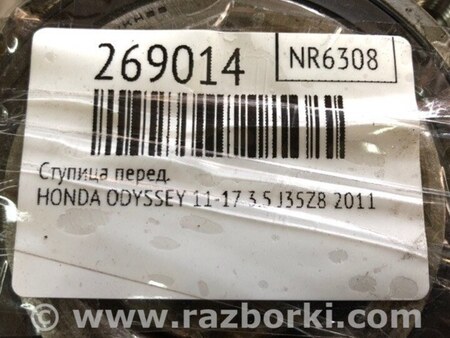 269014
NR6308
Ступица перед.
HONDA ODYSSEY 11-17 3.5 J35Z8 2011
© www.razborki.com